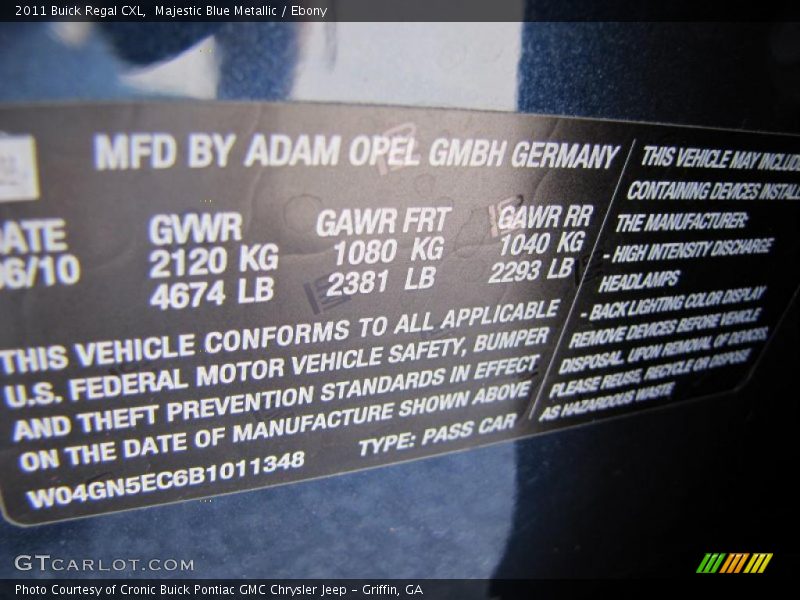 2011 Buick Regal CXL,  Majestic Blue Metallic / Ebony
MFD BY ADAM OPEL GMBH GERMANY
DATE GVWR GAWR FRT GAWR RR
06/10 2120 KG 1080 KG 1040 KG
4674 LB 2381 LB 2293 LB
THIS VEHICLE CONFORMS TO ALL APPLICABLE
U.S. FEDERAL MOTOR VEHICLE SAFETY, BUMPER
AND THEFT PREVENTION STANDARDS IN EFFECT
ON THE DATE OF MANUFACTURE SHOWN ABOVE
W04GN5EC6B1011348 TYPE: PASS CAR
THIS VEHICLE MAY INCLUD
CONTAINING DEVICES INSTALL
THE MANUFACTURER:
- HIGH INTENSITY DISCHARGE
HEADLAMPS
- BACK LIGHTING COLOR DISPLAY
REMOVE DEVICES BEFORE VEHICLE
DISPOSAL. UPON REMOVAL OF DEVICES
PLEASE REUSE, RECYCLE OR DISPOSE
AS HAZARDOUS WASTE
GTCARLOT.COM
Photo Courtesy of Cronic Buick Pontiac GMC Chrysler Jeep – Griffin, GA